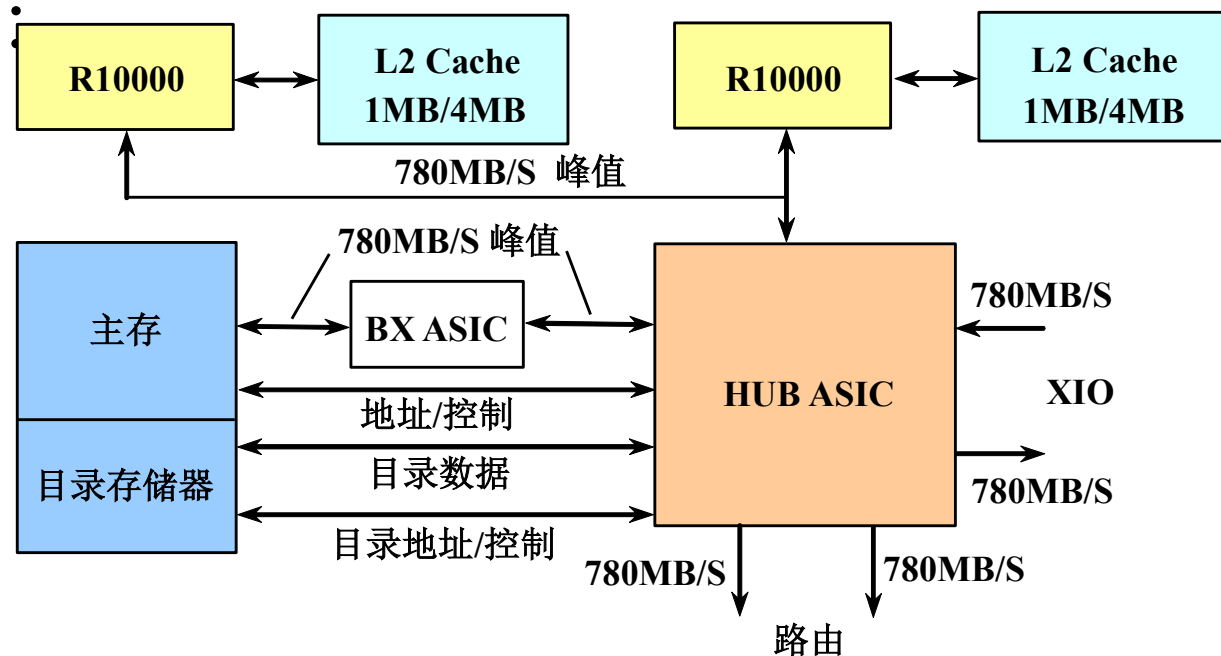 R10000
L2 Cache
1MB/4MB
R10000
L2 Cache
1MB/4MB
780MB/S 峰值
780MB/S 峰值
主存
BX ASIC
780MB/S
HUB ASIC
XIO
地址/控制
目录数据
目录存储器
780MB/S
目录地址/控制
780MB/S
780MB/S
路由